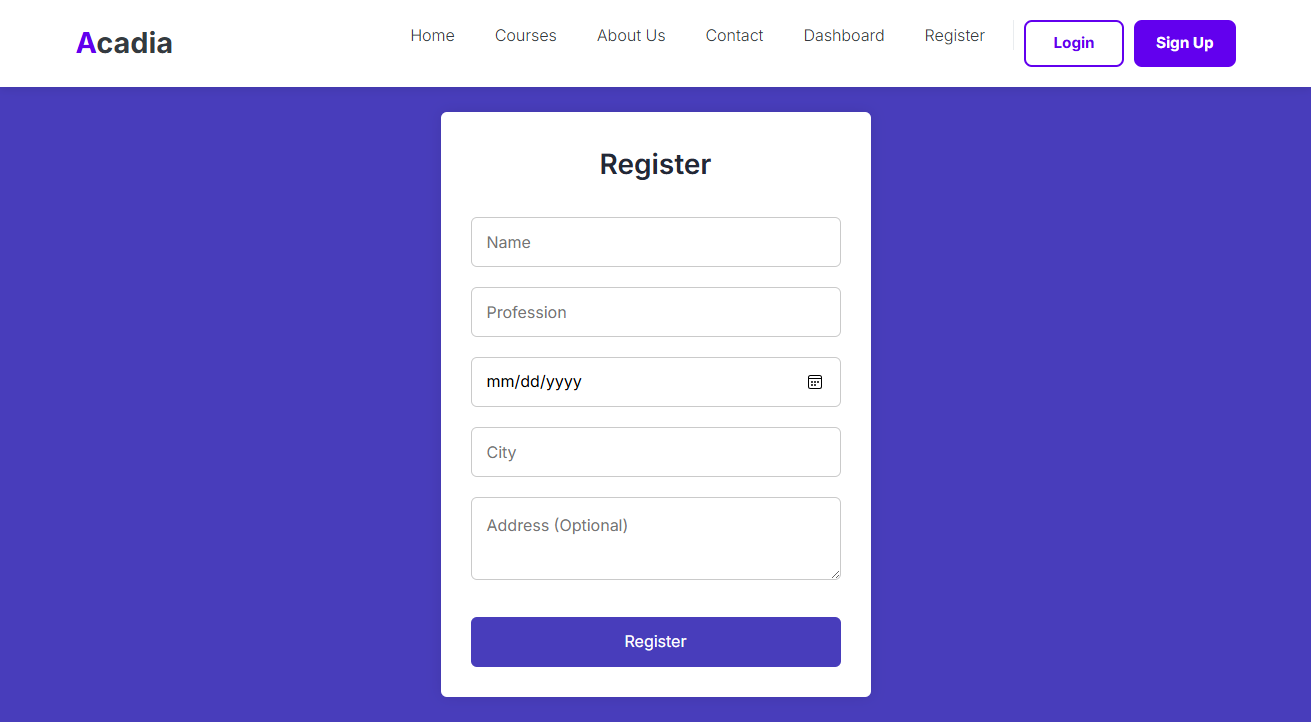 Acadia Home Courses About Us Contact Dashboard Register Login Sign Up
Register
Name
Profession
mm/dd/yyyy
City
Address (Optional)
Register